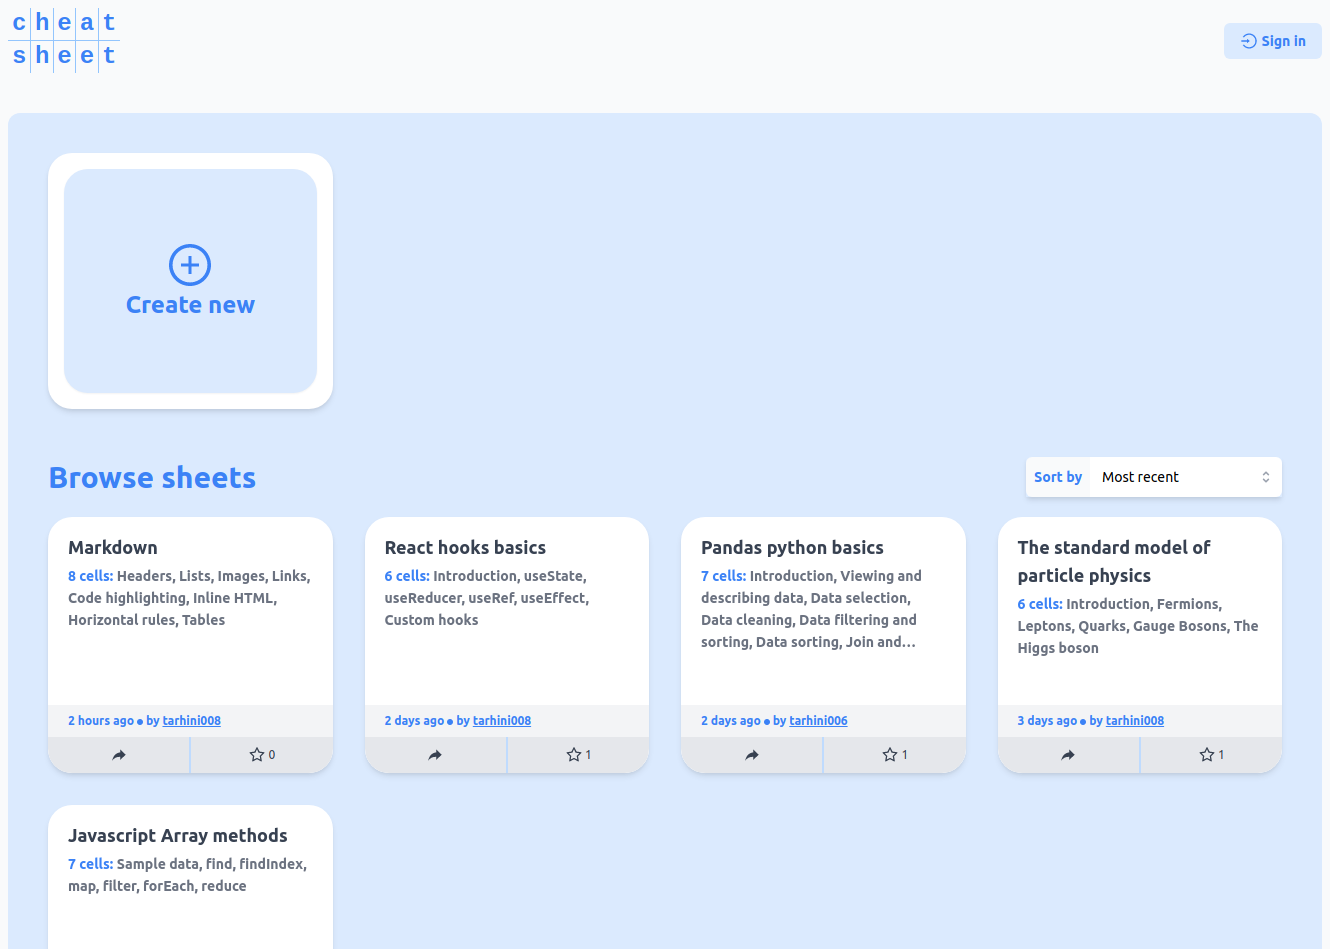 cheat
sheet
Sign in
Create new
Browse sheets
Sort by Most recent
Markdown
8 cells: Headers, Lists, Images, Links,
Code highlighting, Inline HTML,
Horizontal rules, Tables
2 hours ago • by tarhini008
0
React hooks basics
6 cells: Introduction, useState,
useReducer, useRef, useEffect,
Custom hooks
2 days ago • by tarhini008
1
Pandas python basics
7 cells: Introduction, Viewing and
describing data, Data selection,
Data cleaning, Data filtering and
sorting, Data sorting, Join and...
2 days ago • by tarhini006
1
The standard model of
particle physics
6 cells: Introduction, Fermions,
Leptons, Quarks, Gauge Bosons, The
Higgs boson
3 days ago • by tarhini008
1
Javascript Array methods
7 cells: Sample data, find, findIndex,
map, filter, forEach, reduce